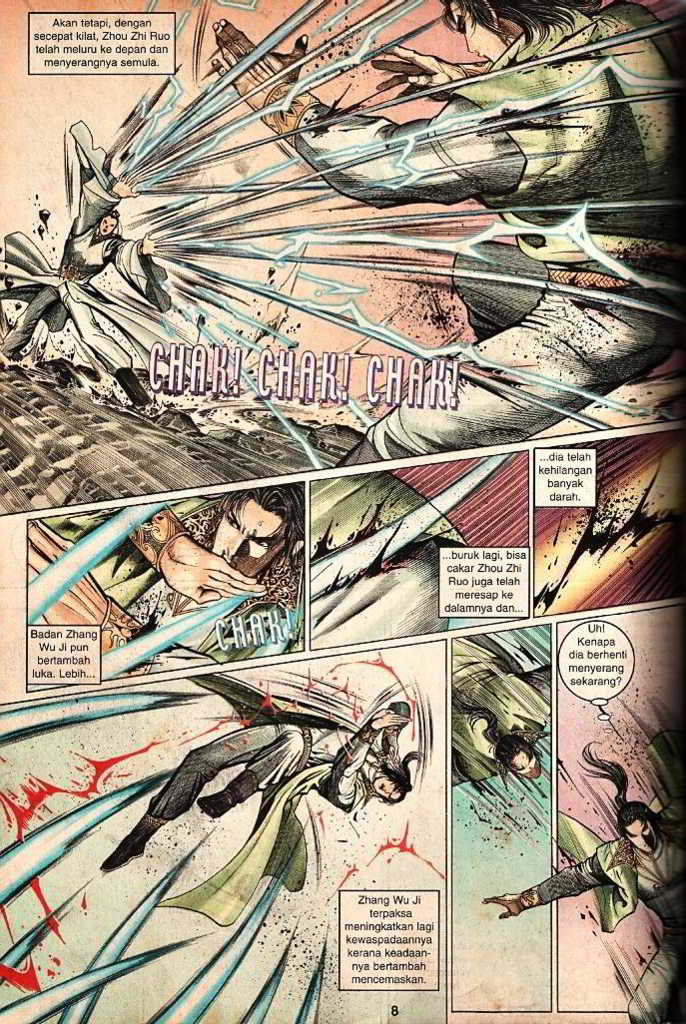 Akan tetapi, dengan
secepat kilat, Zhou Zhi Ruo
telah meluru ke depan dan
menyerangnya semula.
CHAK! CHAK! CHAK!
...dia telah
kehilangan
banyak
darah.
...buruk lagi, bisa
cakar Zhou Zhi
Ruo juga telah
meresap ke
dalamnya dan...
CHAK!
Badan Zhang
Wu Ji pun
bertambah
luka. Lebih...
Uh!
Kenapa
dia berhenti
menyerang
sekarang?
Zhang Wu Ji
terpaksa
meningkatkan lagi
kewaspadaannya
kerana keadaan-
nya bertambah
mencemaskan.
8